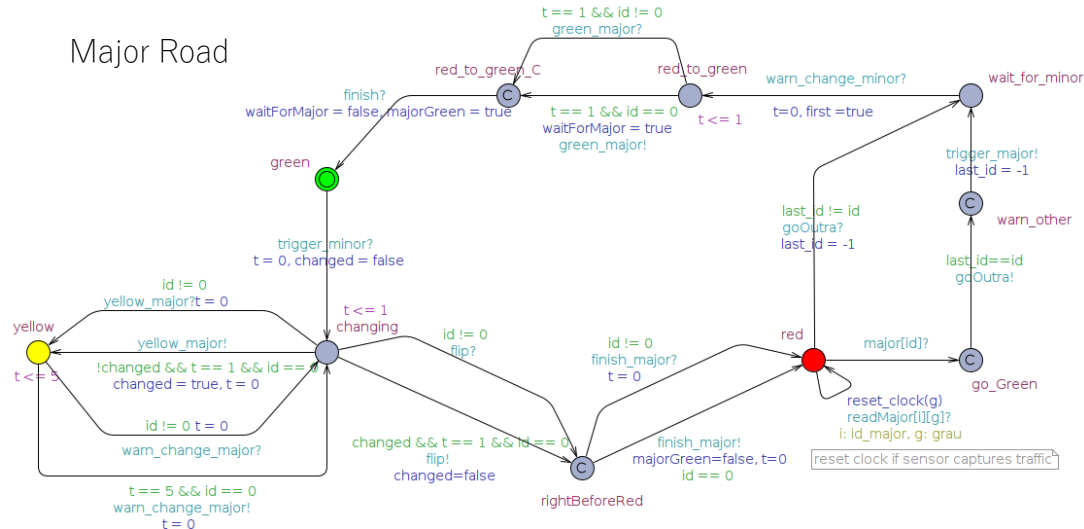 Major Road
t == 1 && id != 0
green_major?
red_to_green_C
red_to_green
warn_change_minor?
wait_for_minor
finish?
waitForMajor = false, majorGreen = true
C
t == 1 && id == 0
waitForMajor = true
green_major!
t <= 1
t=0, first =true
green
trigger_major!
last_id = -1
C
warn_other
last_id != id
goOutra?
last_id = -1
trigger_minor?
t = 0, changed = false
last_id==id
goOutra!
id != 0
yellow_major? t = 0
t <= 1
changing
yellow
yellow_major!
id != 0
flip?
id != 0
finish_major?
t = 0
red
major[id]?
C
go_Green
t <= 5
!changed && t == 1 && id == 0
changed = true, t = 0
reset_clock(g)
readMajor[i][g]?
i: id_major, g: grau
id != 0 t = 0
warn_change_major?
changed && t == 1 && id == 0
flip!
changed=false
finish_major!
majorGreen=false, t=0
id == 0
reset clock if sensor captures traffic
C
rightBeforeRed
t == 5 && id == 0
warn_change_major!
t = 0